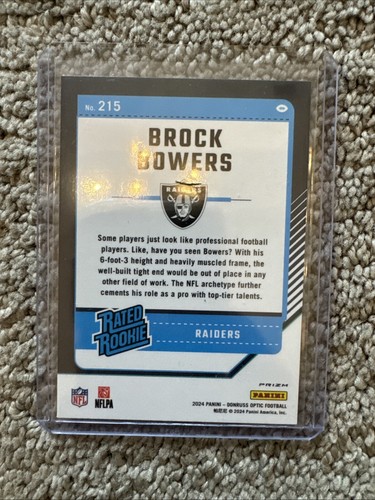 No. 215
BROCK
BOWERS
RAIDERS
Some players just look like professional football
players. Like, have you seen Bowers? With his
6-foot-3 height and heavily muscled frame, the
well-built tight end would be out of place in any
other field of work. The NFL archetype further
cements his role as a pro with top-tier talents.
RATED
ROOKIE
RAIDERS
PRIZM
NFL
NFLPA
PANINI
2024 PANINI – DONRUSS OPTIC FOOTBALL
© 2024 Panini America, Inc.